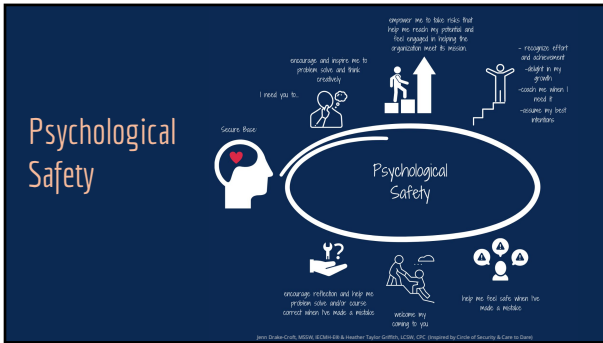 Psychological
Safety
empower me to take risks that
help me reach my potential and
feel engaged in helping the
organization meet its mission.
encourage and inspire me to
problem solve and think
creatively
I need you to...
- recognize effort
and achievement
-delight in my
growth
-coach me when I
need it
-assume my best
intentions
Secure Base:
Psychological
Safety
encourage reflection and help me
problem solve and/or course
correct when I've made a mistake
welcome my
coming to you
help me feel safe when I've
made a mistake
Jenn Drake-Croft, MSSW, IECMH-E® & Heather Taylor Griffith, LCSW, CPC (Inspired by Circle of Security & Care to Dare)